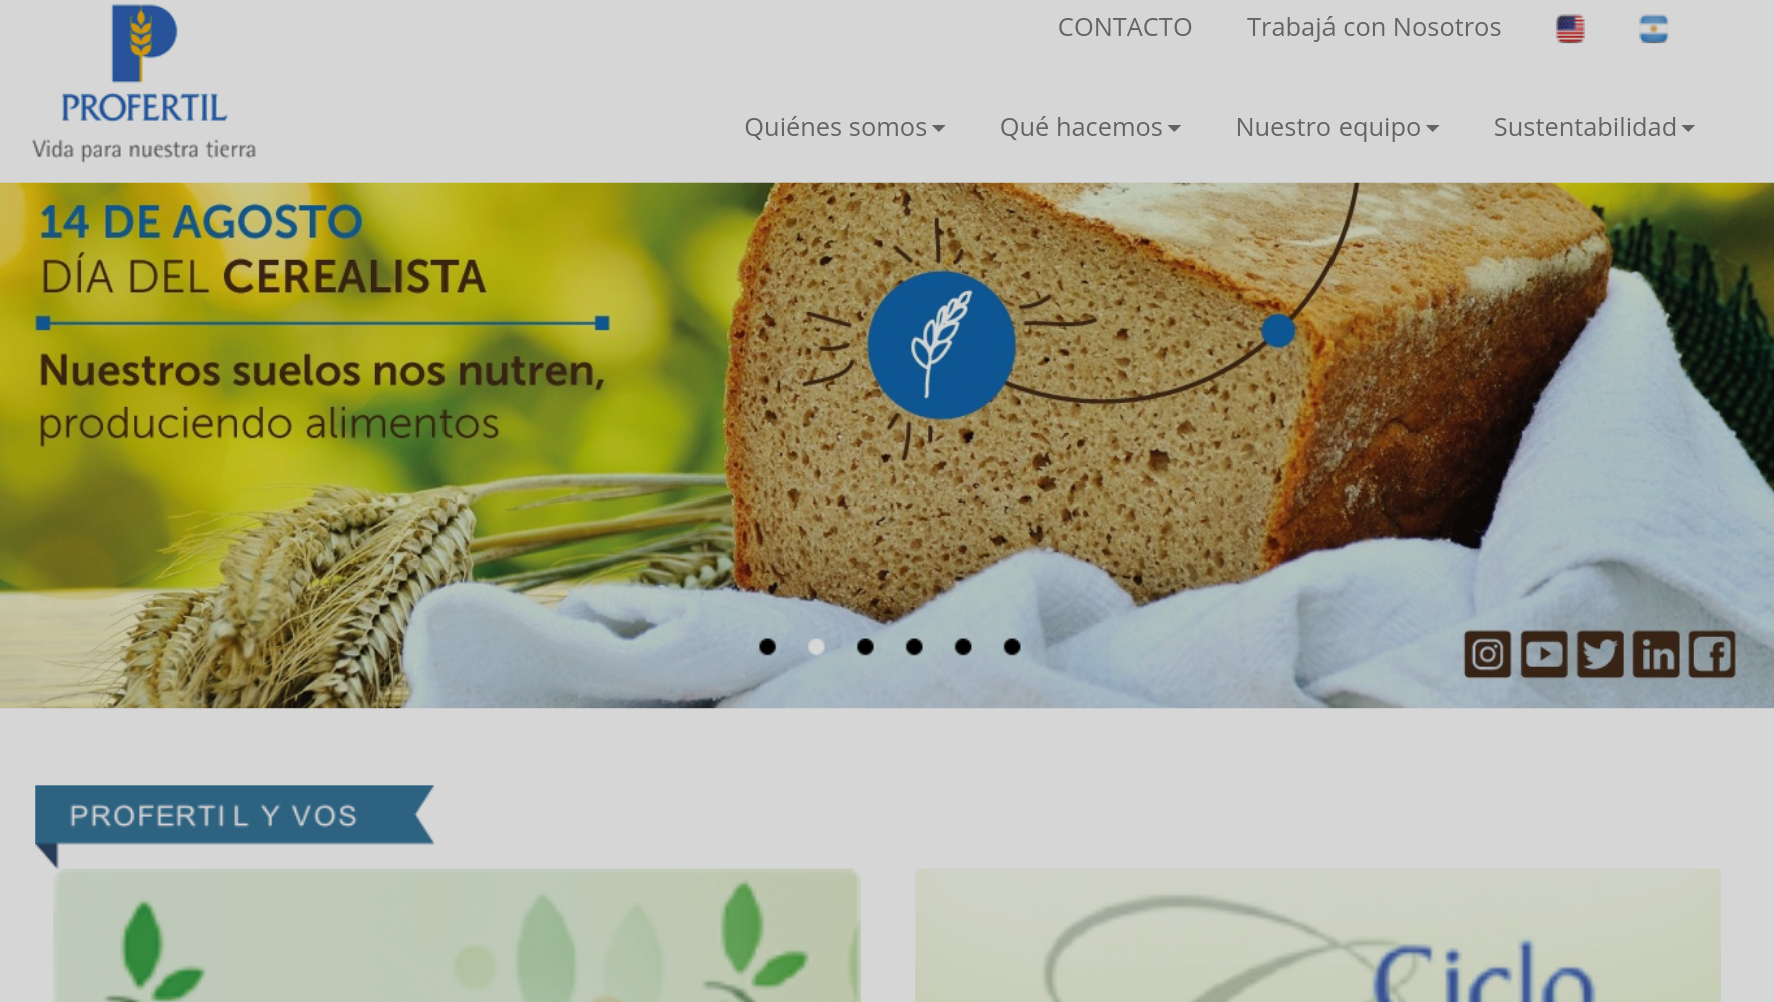 CONTACTO Trabajá con Nosotros
PROFERTIL
Vida para nuestra tierra
Quiénes somos Qué hacemos Nuestro equipo Sustentabilidad
14 DE AGOSTO
DÍA DEL CEREALISTA
Nuestros suelos nos nutren,
produciendo alimentos
PROFERTIL Y VOS
Ciclo